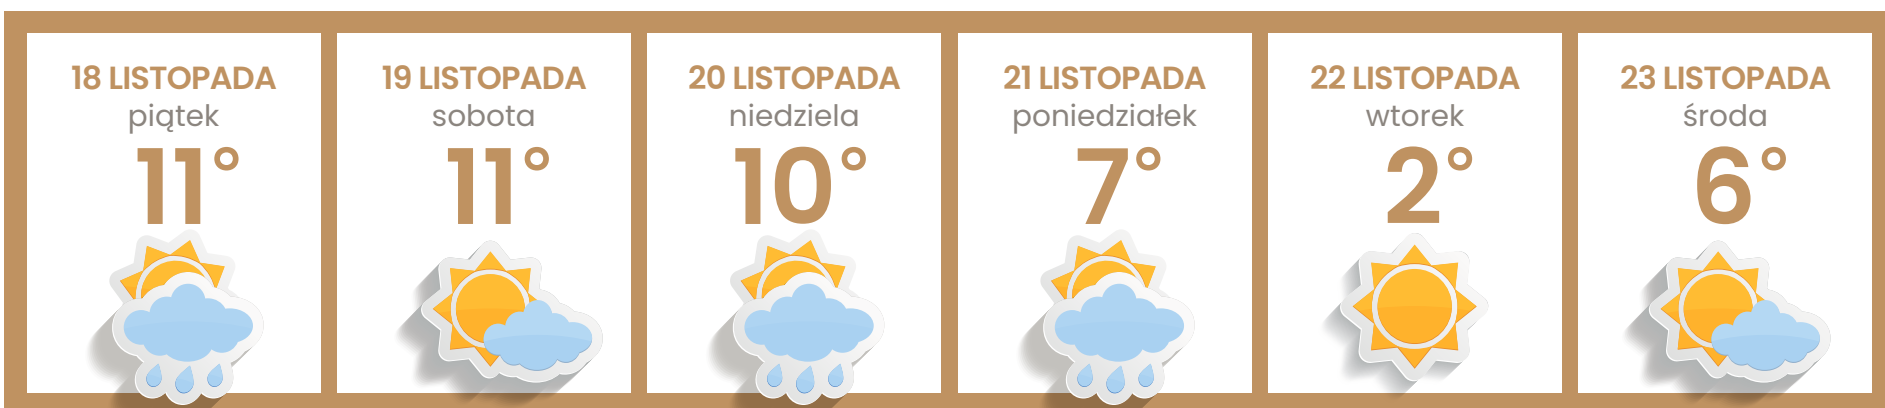 18 LISTOPADA
piątek
11°
19 LISTOPADA
sobota
11°
20 LISTOPADA
niedziela
10°
21 LISTOPADA
poniedziałek
7°
22 LISTOPADA
wtorek
2°
23 LISTOPADA
środa
6°